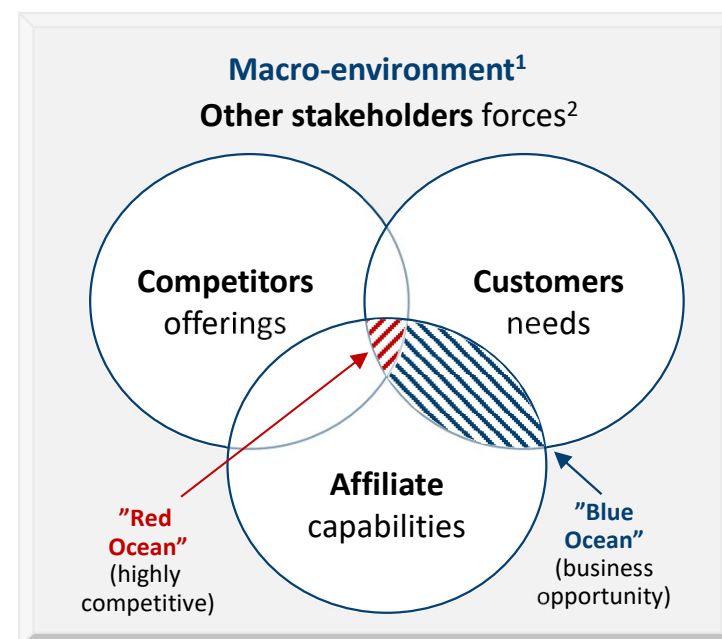 Macro-environment¹
Other stakeholders forces²
Competitors
offerings
Customers
needs
Affiliate
capabilities
”Red
Ocean”
(highly
competitive)
”Blue
Ocean”
(business
opportunity)